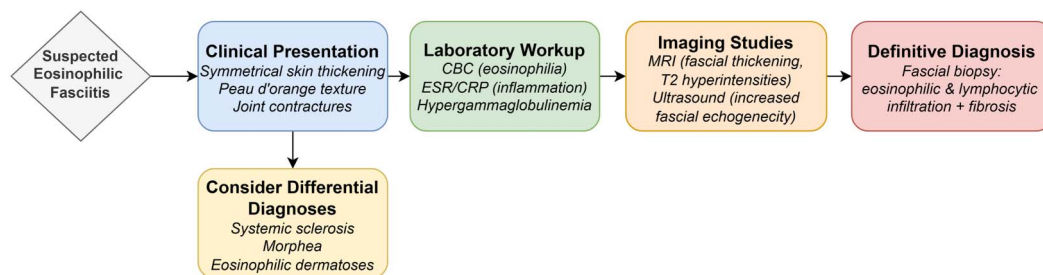 Suspected
Eosinophilic
Fasciitis
Clinical Presentation
Symmetrical skin thickening
Peau d'orange texture
Joint contractures
Laboratory Workup
CBC (eosinophilia)
ESR/CRP (inflammation)
Hypergammaglobulinemia
Imaging Studies
MRI (fascial thickening,
T2 hyperintensities)
Ultrasound (increased
fascial echogenecity)
Definitive Diagnosis
Fascial biopsy:
eosinophilic & lymphocytic
infiltration + fibrosis
Consider Differential
Diagnoses
Systemic sclerosis
Morphea
Eosinophilic dermatoses